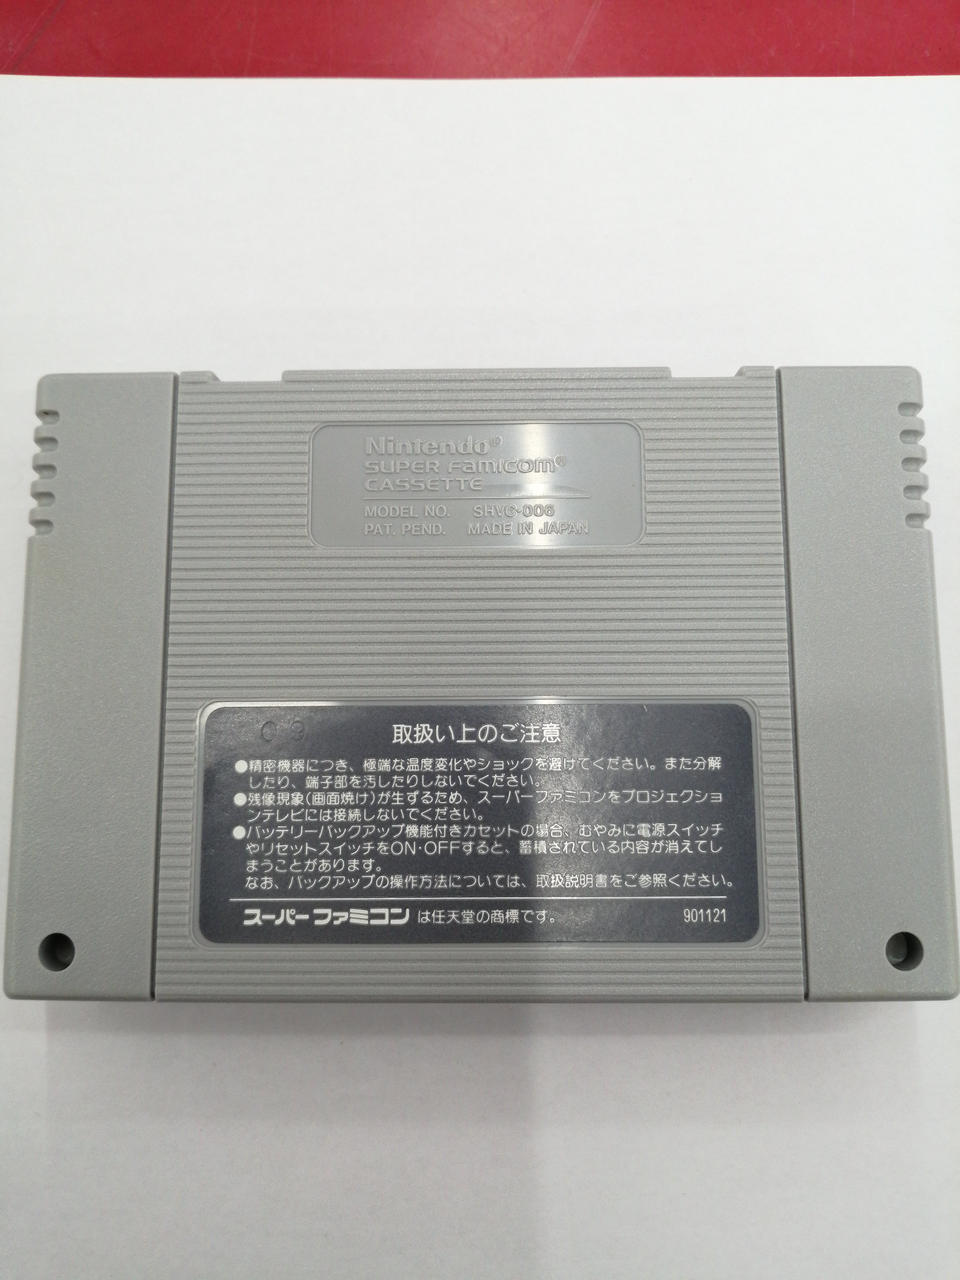 Nintendo®
SUPER FAMICOM®
CASSETTE
MODEL NO. SHVC-006
PAT. PEND. MADE IN JAPAN
09
取扱い上のご注意
●精密機器につき、極端な温度変化やショックを避けてください。また分解
したり、端子部を汚したりしないでください。
●残像現象(画面焼け)が生ずるため、スーパーファミコンをプロジェクショ
ンテレビには接続しないでください。
●バッテリーバックアップ機能付きカセットの場合、むやみに電源スイッチ
やリセットスイッチをON・OFFすると、蓄積されている内容が消えてし
まうことがあります。
なお、バックアップの操作方法については、取扱説明書をご参照ください。
スーパーファミコン は任天堂の商標です。 901121